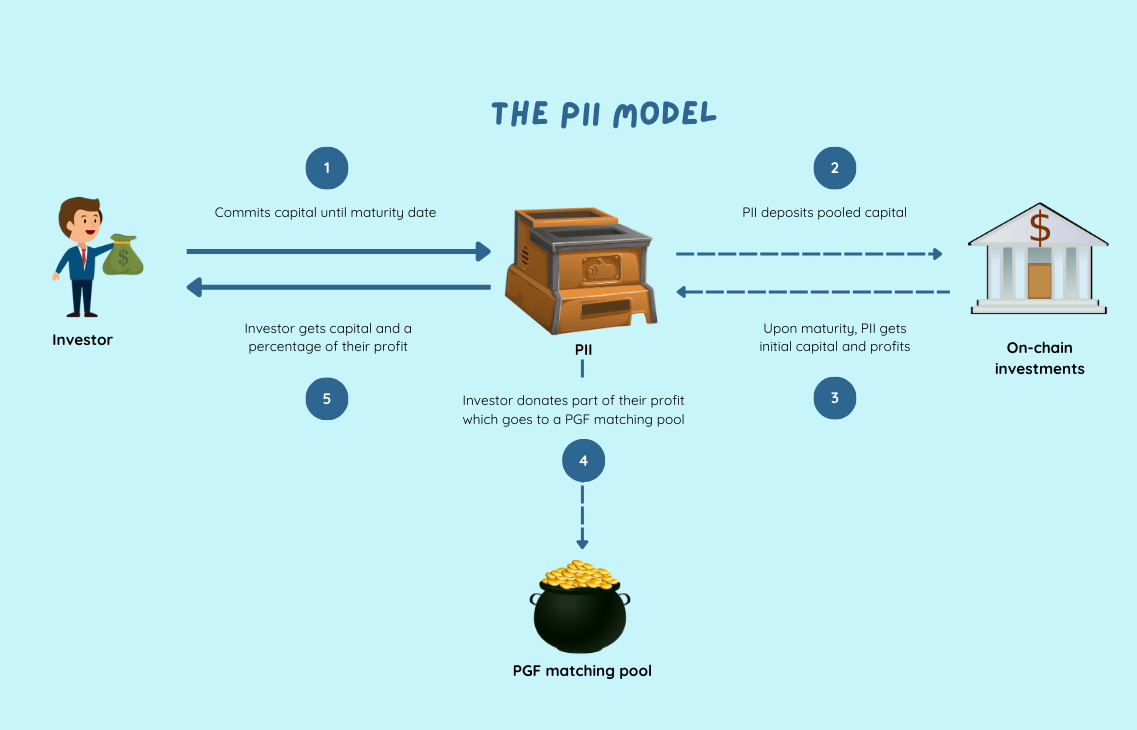 THE PII MODEL
1
2
Commits capital until maturity date
PII deposits pooled capital
$
$
Investor
Investor gets capital and a
percentage of their profit
PII
Upon maturity, PII gets
initial capital and profits
On-chain
investments
5
Investor donates part of their profit
which goes to a PGF matching pool
3
4
PGF matching pool